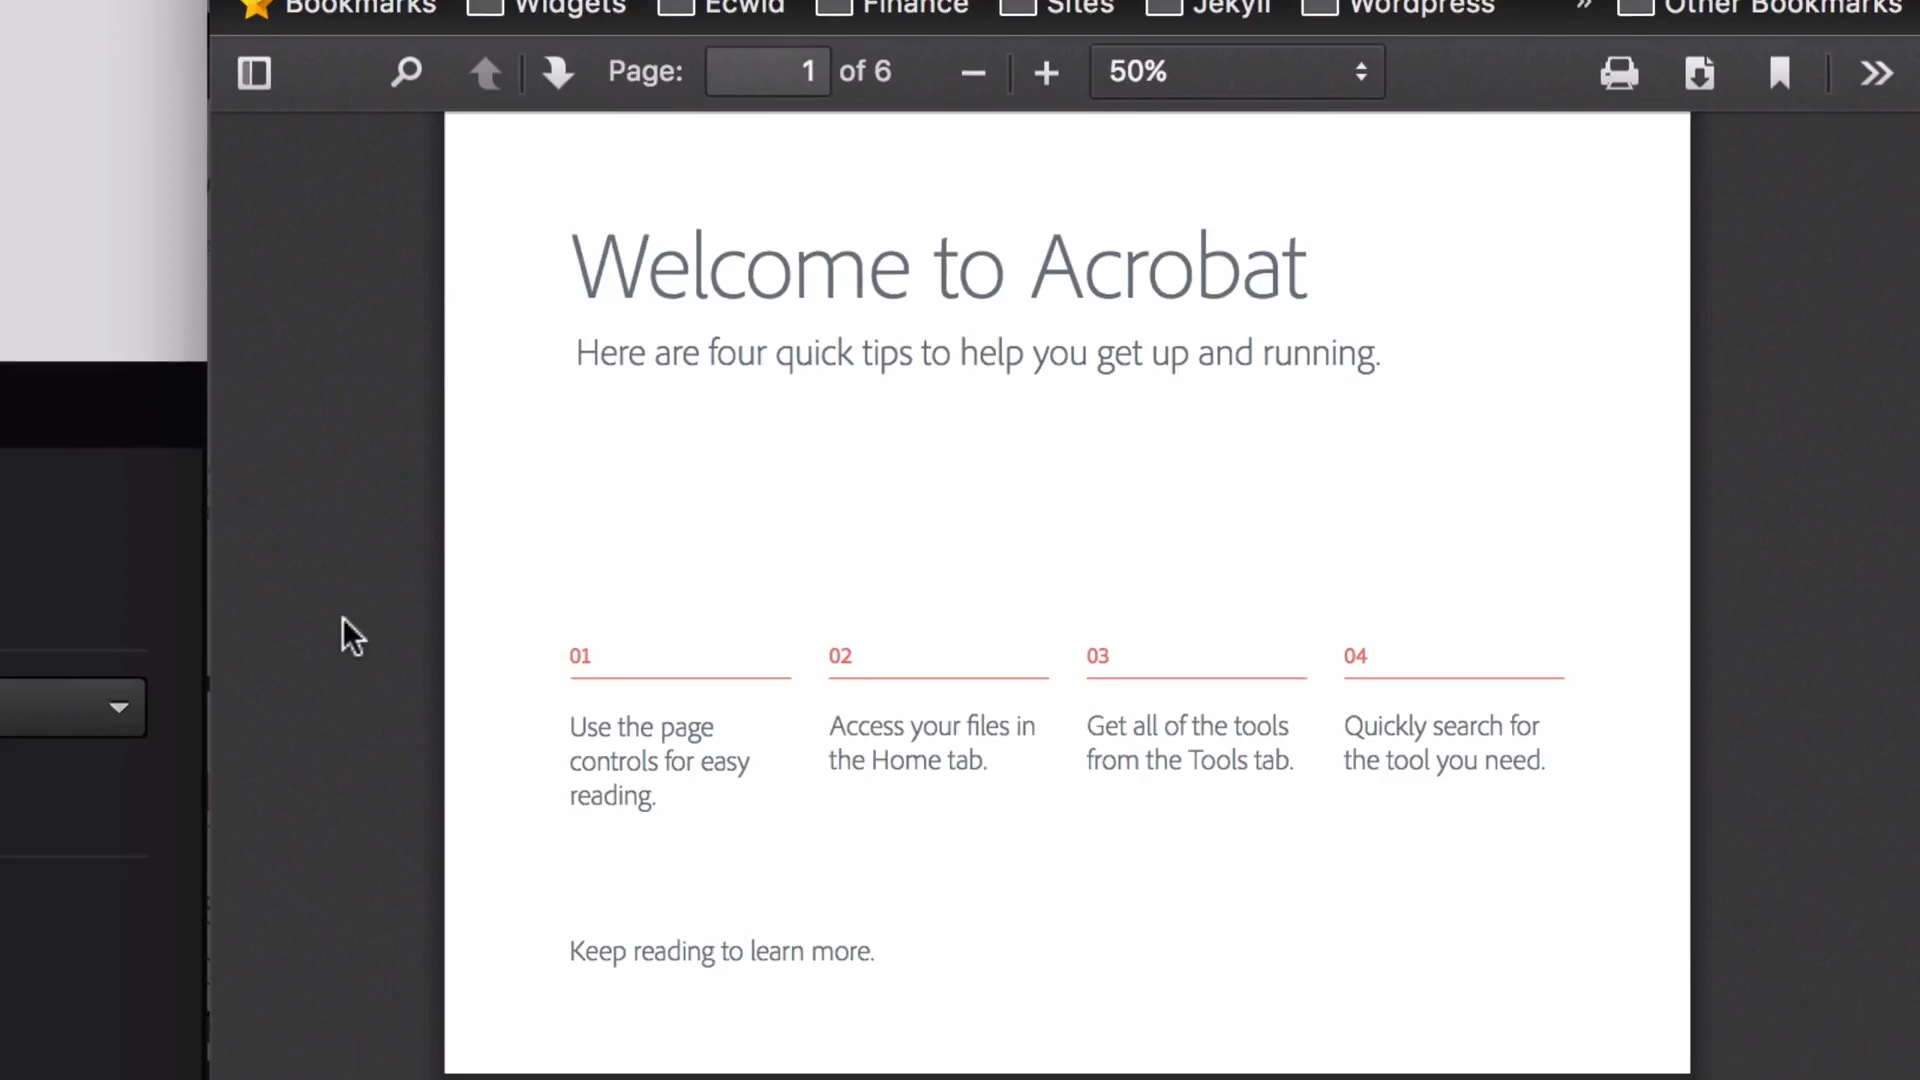 Bookmarks Widgets Ecwid Finance Sites Jekyll Wordpress » Other Bookmarks
Page: 1 of 6 50%
Welcome to Acrobat
Here are four quick tips to help you get up and running.
01
Use the page
controls for easy
reading.
02
Access your files in
the Home tab.
03
Get all of the tools
from the Tools tab.
04
Quickly search for
the tool you need.
Keep reading to learn more.